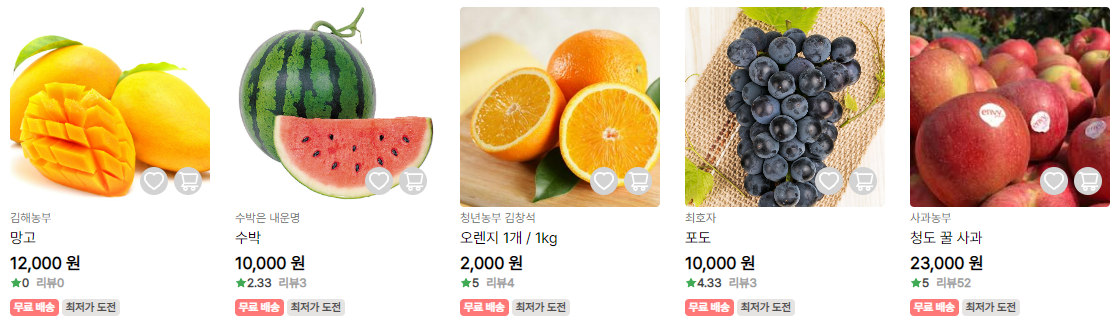 김해농부
망고
12,000 원
0 리뷰0
무료 배송 최저가 도전
수박은 내운명
수박
10,000 원
2.33 리뷰3
무료 배송 최저가 도전
청년농부 김창석
오렌지 1개 / 1kg
2,000 원
5 리뷰4
무료 배송 최저가 도전
최호자
포도
10,000 원
4.33 리뷰3
무료 배송 최저가 도전
envy
사과농부
청도 꿀 사과
23,000 원
5 리뷰52
무료 배송 최저가 도전